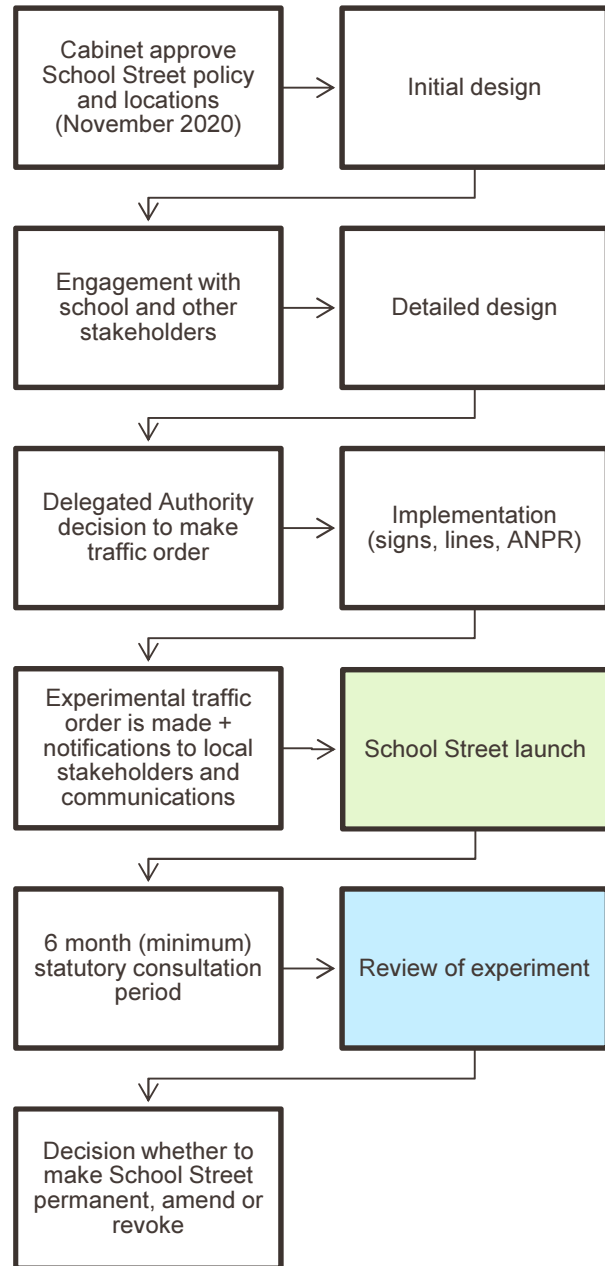 Cabinet approve
School Street policy
and locations
(November 2020)
Initial design
Engagement with
school and other
stakeholders
Detailed design
Delegated Authority
decision to make
traffic order
Implementation
(signs, lines, ANPR)
Experimental traffic
order is made +
notifications to local
stakeholders and
communications
School Street launch
6 month (minimum)
statutory consultation
period
Review of experiment
Decision whether to
make School Street
permanent, amend or
revoke